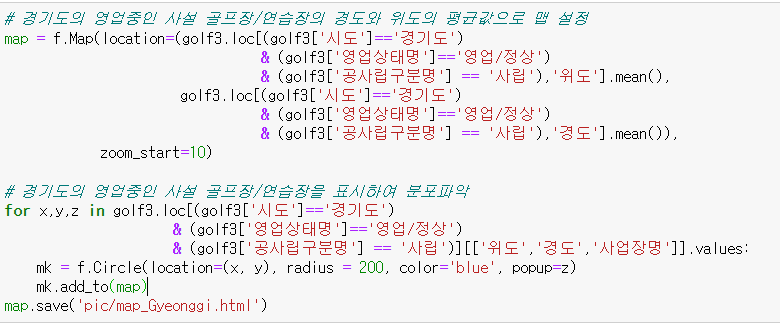 # 경기도의 영업중인 사설 골프장/연습장의 경도와 위도의 평균값으로 맵 설정
map = f.Map(location=(golf3.loc[(golf3['시도']=='경기도')
& (golf3['영업상태명']=='영업/정상')
& (golf3['공사립구분명'] == '사립'),'위도'].mean(),
golf3.loc[(golf3['시도']=='경기도')
& (golf3['영업상태명']=='영업/정상')
& (golf3['공사립구분명'] == '사립'),'경도'].mean()),
zoom_start=10)
# 경기도의 영업중인 사설 골프장/연습장을 표시하여 분포파악
for x,y,z in golf3.loc[(golf3['시도']=='경기도')
& (golf3['영업상태명']=='영업/정상')
& (golf3['공사립구분명'] == '사립')][['위도','경도','사업장명']].values:
mk = f.Circle(location=(x, y), radius = 200, color='blue', popup=z)
mk.add_to(map)
map.save('pic/map_Gyeonggi.html')